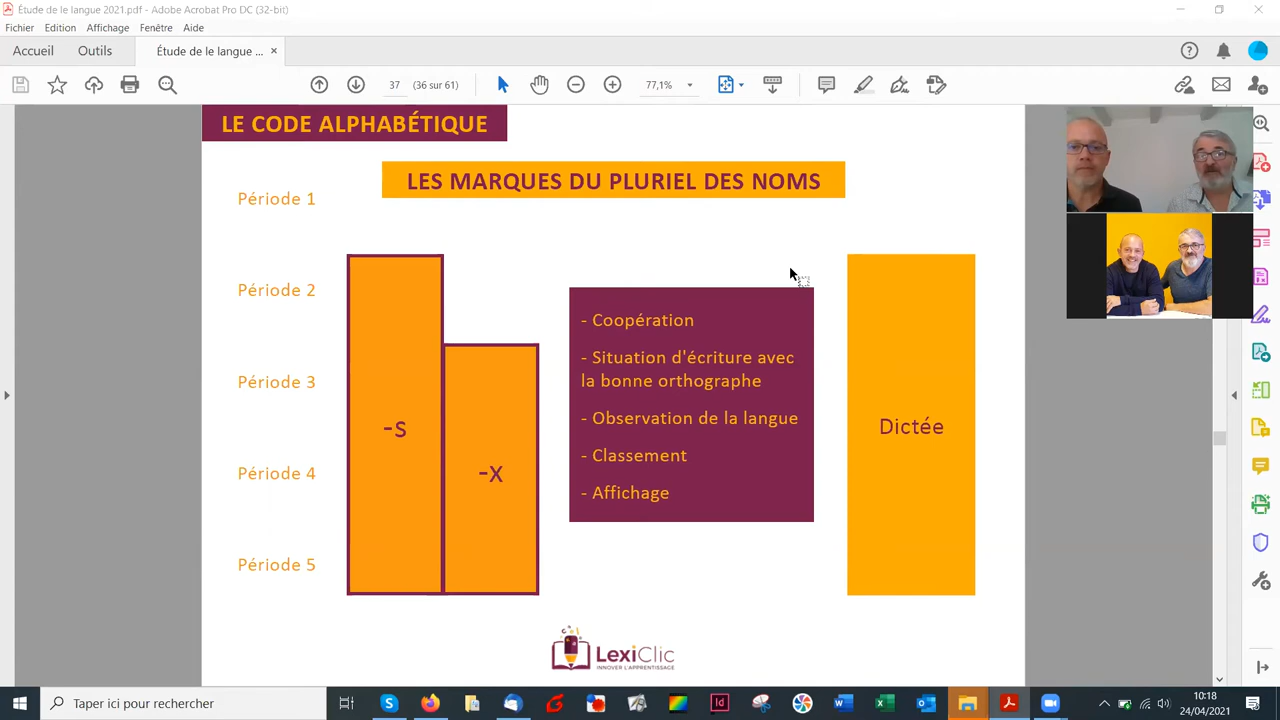 Étude de le langue 2021.pdf - Adobe Acrobat Pro DC (32-bit)
Fichier Edition Affichage Fenêtre Aide
Accueil Outils Étude de le langue ... ×
37 (36 sur 61) 77,1%
LE CODE ALPHABÉTIQUE
LES MARQUES DU PLURIEL DES NOMS
Période 1
Période 2
Période 3
Période 4
Période 5
-s
-x
- Coopération
- Situation d'écriture avec
la bonne orthographe
- Observation de la langue
- Classement
- Affichage
Dictée
LexiClic
INNOVER L'APPRENTISSAGE
Tapez ici pour rechercher
10:18
24/04/2021